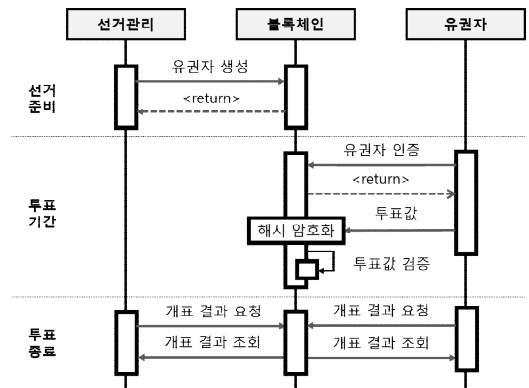 선거관리 블록체인 유권자
유권자 생성
<return>
선거
준비
유권자 인증
<return>
투표
기간
투표값
해시 암호화
투표값 검증
개표 결과 요청 개표 결과 요청
투표
종료
개표 결과 조회 개표 결과 조회